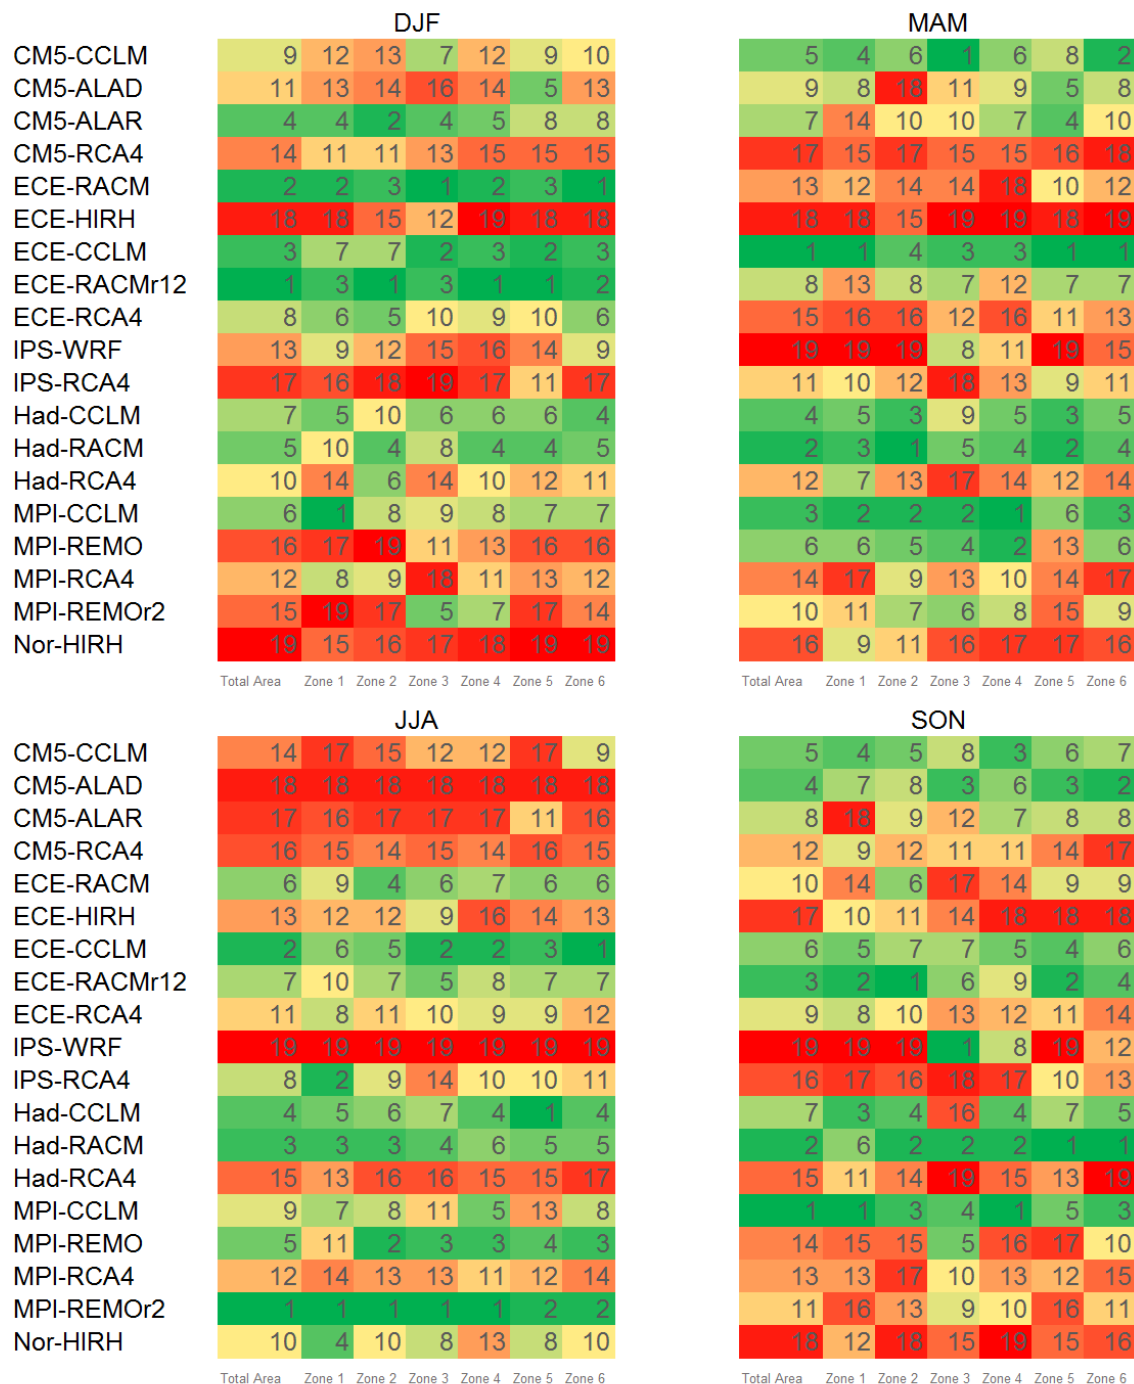 DJF MAM
CM5-CCLM 9 12 13 7 12 9 10 5 4 6 1 6 8 2
CM5-ALAD 11 13 14 16 14 5 13 9 8 18 11 9 5 8
CM5-ALAR 4 4 2 4 5 8 8 7 14 10 10 7 4 10
CM5-RCA4 14 11 11 13 15 15 15 17 15 17 15 15 16 18
ECE-RACM 2 2 3 1 2 3 1 13 12 14 14 18 10 12
ECE-HIRH 18 18 15 12 19 18 18 18 18 15 19 19 18 19
ECE-CCLM 3 7 7 2 3 2 3 1 1 4 3 3 1 1
ECE-RACMr12 1 3 1 3 1 1 2 8 13 8 7 12 7 7
ECE-RCA4 8 6 5 10 9 10 6 15 16 16 12 16 11 13
IPS-WRF 13 9 12 15 16 14 9 19 19 19 8 11 19 15
IPS-RCA4 17 16 18 19 17 11 17 11 10 12 18 13 9 11
Had-CCLM 7 5 10 6 6 6 4 4 5 3 9 5 3 5
Had-RACM 5 10 4 8 4 4 5 2 3 1 5 4 2 4
Had-RCA4 10 14 6 14 10 12 11 12 7 13 17 14 12 14
MPI-CCLM 6 1 8 9 8 7 7 3 2 2 2 1 6 3
MPI-REMO 16 17 19 11 13 16 16 6 6 5 4 2 13 6
MPI-RCA4 12 8 9 18 11 13 12 14 17 9 13 10 14 17
MPI-REMOr2 15 19 17 5 7 17 14 10 11 7 6 8 15 9
Nor-HIRH 19 15 16 17 18 19 19 16 9 11 16 17 17 16
Total Area Zone 1 Zone 2 Zone 3 Zone 4 Zone 5 Zone 6 Total Area Zone 1 Zone 2 Zone 3 Zone 4 Zone 5 Zone 6
JJA SON
CM5-CCLM 14 17 15 12 12 17 9 5 4 5 8 3 6 7
CM5-ALAD 18 18 18 18 18 18 18 4 7 8 3 6 3 2
CM5-ALAR 17 16 17 17 17 11 16 8 18 9 12 7 8 8
CM5-RCA4 16 15 14 15 14 16 15 12 9 12 11 11 14 17
ECE-RACM 6 9 4 6 7 6 6 10 14 6 17 14 9 9
ECE-HIRH 13 12 12 9 16 14 13 17 10 11 14 18 18 18
ECE-CCLM 2 6 5 2 2 3 1 6 5 7 7 5 4 6
ECE-RACMr12 7 10 7 5 8 7 7 3 2 1 6 9 2 4
ECE-RCA4 11 8 11 10 9 9 12 9 8 10 13 12 11 14
IPS-WRF 19 19 19 19 19 19 19 19 19 19 1 8 19 12
IPS-RCA4 8 2 9 14 10 10 11 16 17 16 18 17 10 13
Had-CCLM 4 5 6 7 4 1 4 7 3 4 16 4 7 5
Had-RACM 3 3 3 4 6 5 5 2 6 2 2 2 1 1
Had-RCA4 15 13 16 16 15 15 17 15 11 14 19 15 13 19
MPI-CCLM 9 7 8 11 5 13 8 1 1 3 4 1 5 3
MPI-REMO 5 11 2 3 3 4 3 14 15 15 5 16 17 10
MPI-RCA4 12 14 13 13 11 12 14 13 13 17 10 13 12 15
MPI-REMOr2 1 1 1 1 1 2 2 11 16 13 9 10 16 11
Nor-HIRH 10 4 10 8 13 8 10 18 12 18 15 19 15 16
Total Area Zone 1 Zone 2 Zone 3 Zone 4 Zone 5 Zone 6 Total Area Zone 1 Zone 2 Zone 3 Zone 4 Zone 5 Zone 6